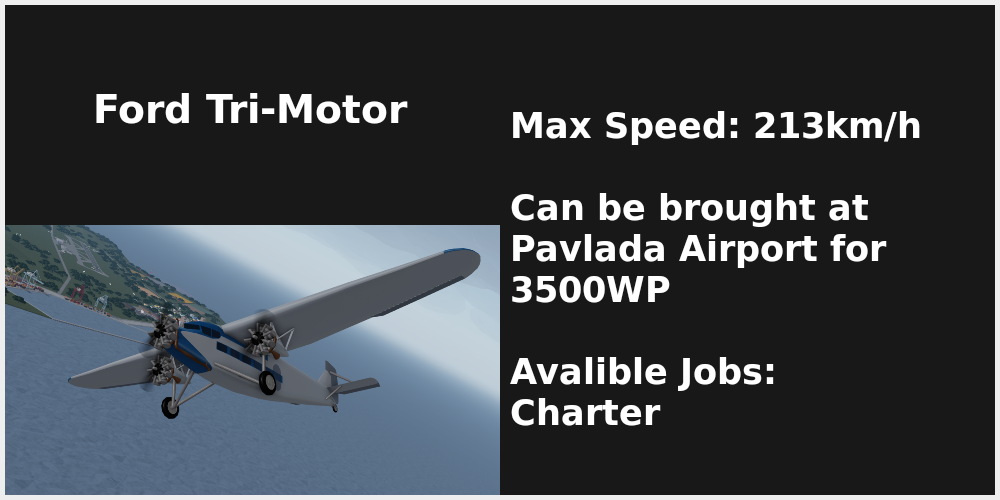 Ford Tri-Motor
Max Speed: 213km/h
Can be brought at
Pavlada Airport for
3500WP
Avalible Jobs:
Charter